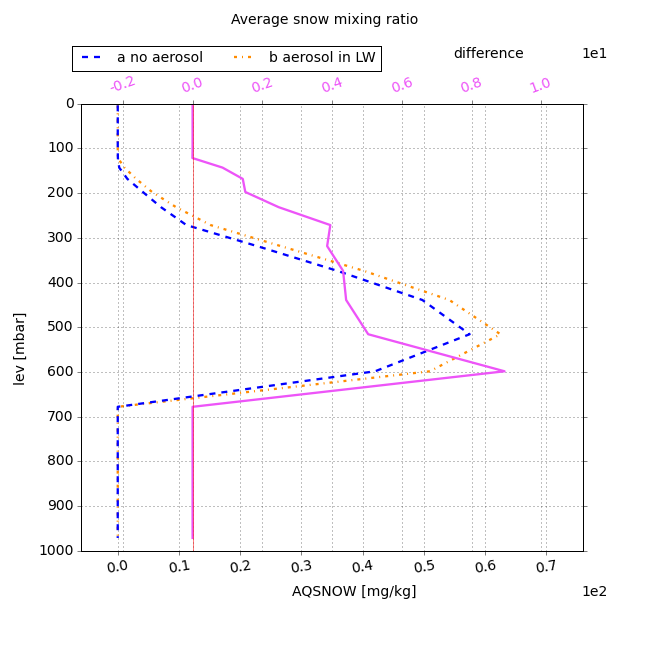 Average snow mixing ratio
a no aerosol b aerosol in LW difference 1e1
-0.2 0.0 0.2 0.4 0.6 0.8 1.0
0
100
200
300
400
500
600
700
800
900
1000
lev [mbar]
0.0 0.1 0.2 0.3 0.4 0.5 0.6 0.7
AQSNOW [mg/kg] 1e2